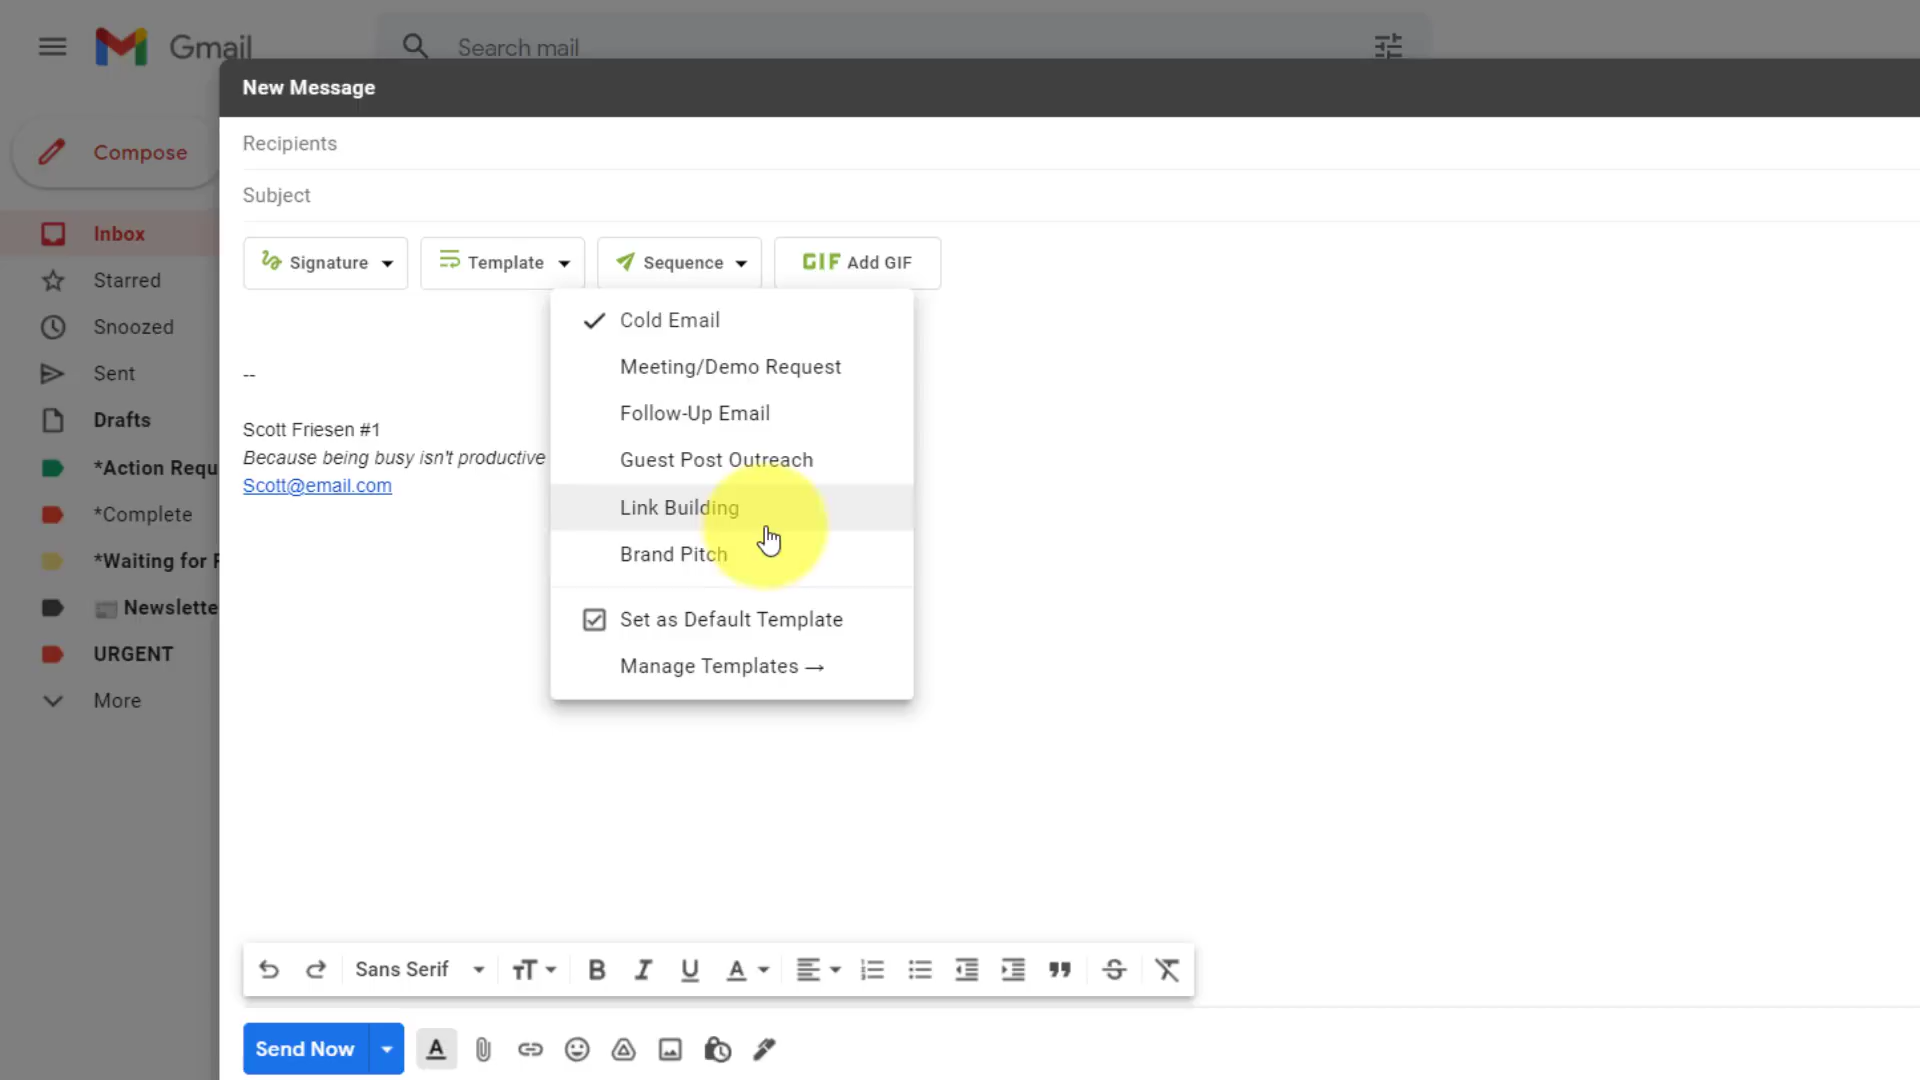 Gmail
Search mail
New Message
Compose
Recipients
Subject
Inbox
Starred
Snoozed
Sent
Drafts
*Action Requ
*Complete
*Waiting for F
Newslette
URGENT
More
Signature
Template
Sequence
GIF Add GIF
--
Scott Friesen #1
Because being busy isn't productive
Scott@email.com
Cold Email
Meeting/Demo Request
Follow-Up Email
Guest Post Outreach
Link Building
Brand Pitch
Set as Default Template
Manage Templates →
Sans Serif
Send Now